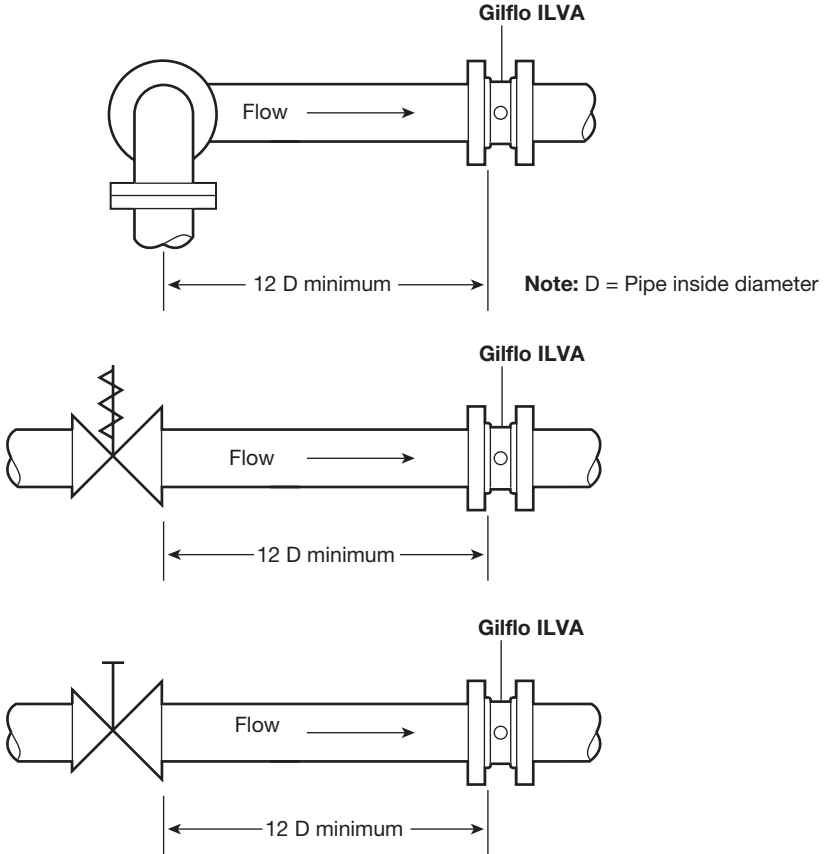 Gilflo ILVA
Flow
12 D minimum
Note: D = Pipe inside diameter
Gilflo ILVA
Flow
12 D minimum
Gilflo ILVA
Flow
12 D minimum